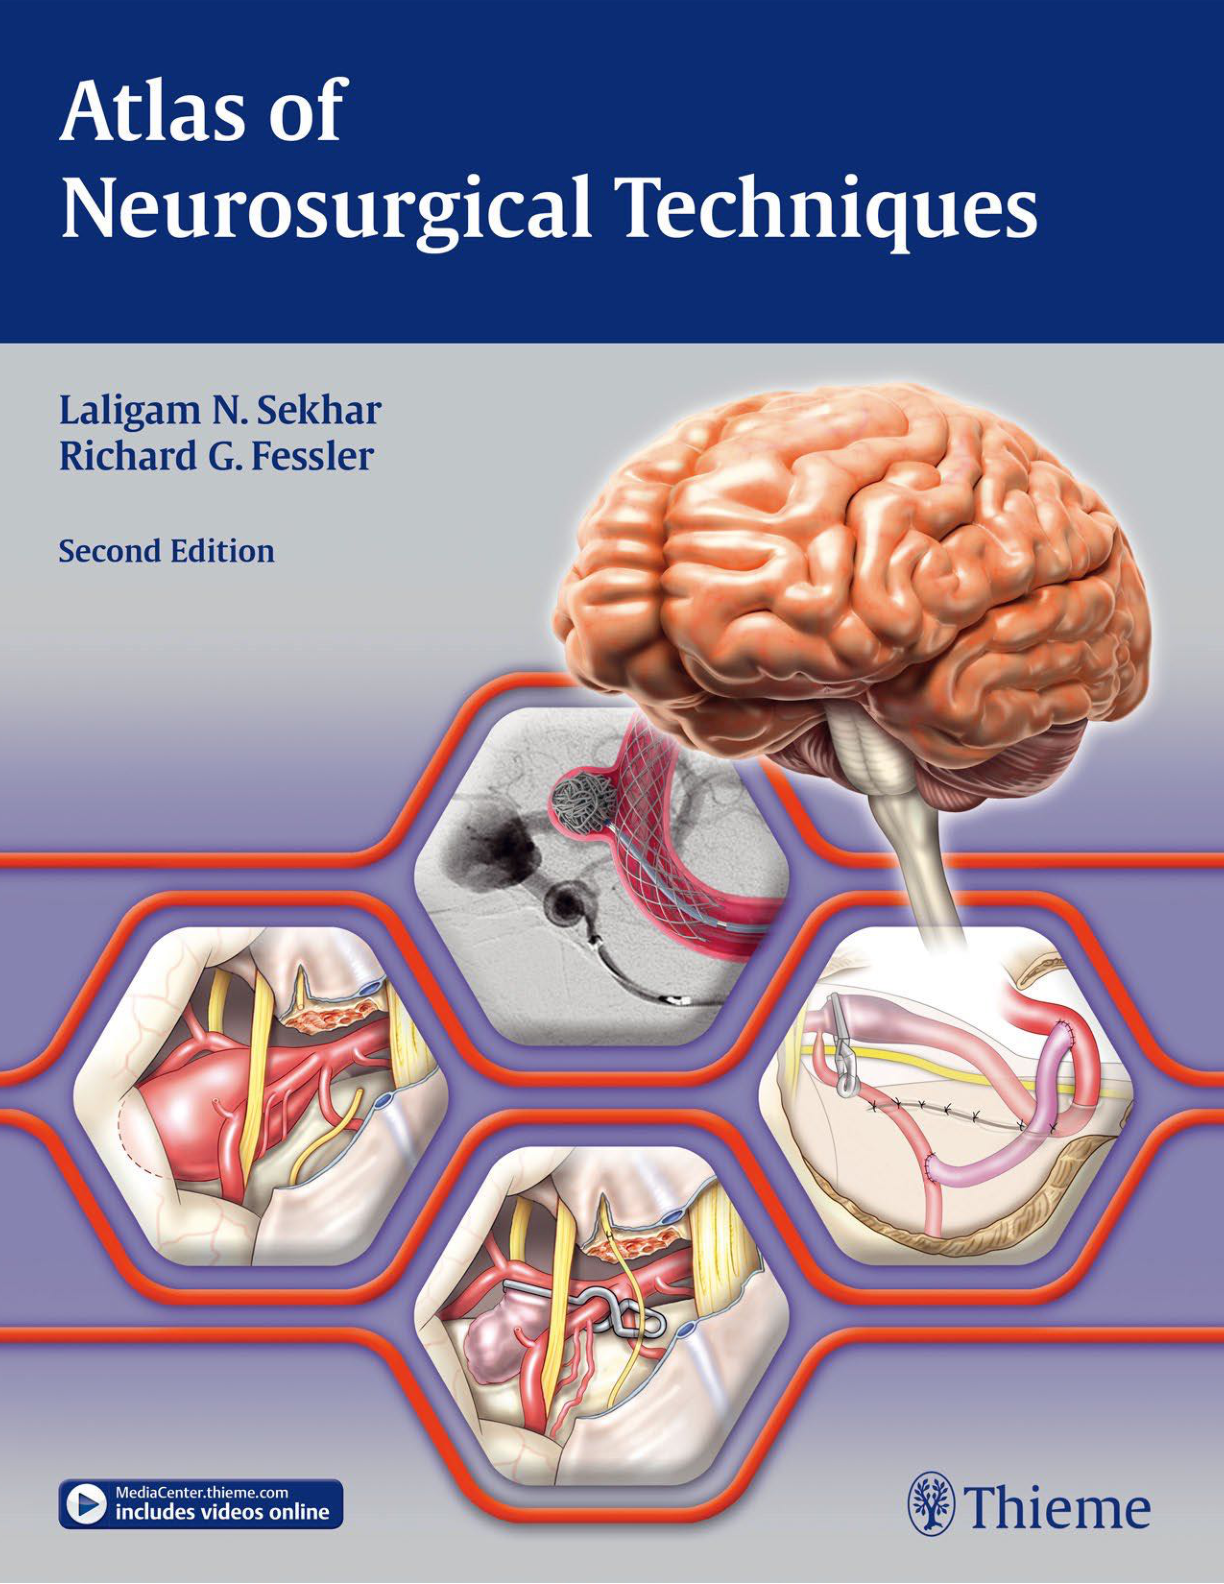 Atlas of
Neurosurgical Techniques
Laligam N. Sekhar
Richard G. Fessler
Second Edition
MediaCenter.thieme.com
includes videos online
Thieme